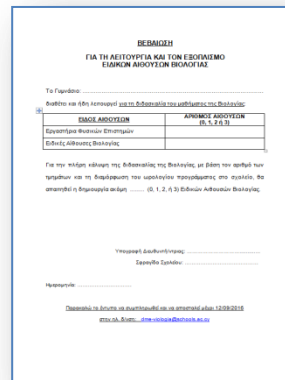 ΒΕΒΑΙΩΣΗ
ΓΙΑ ΤΗ ΛΕΙΤΟΥΡΓΙΑ ΚΑΙ ΤΟΝ ΕΞΟΠΛΙΣΜΟ
ΕΙΔΙΚΩΝ ΑΙΘΟΥΣΩΝ ΒΙΟΛΟΓΙΑΣ
Το Γυμνάσιο: ..............................
διαθέτει και ήδη λειτουργεί για τη διδασκαλία του μαθήματος της Βιολογίας:
ΕΙΔΟΣ ΑΙΘΟΥΣΩΝ ΑΡΙΘΜΟΣ ΑΙΘΟΥΣΩΝ
(0, 1, 2 ή 3)
Εργαστήρια Φυσικών Επιστημών
Ειδικές Αίθουσες Βιολογίας
Για την πλήρη κάλυψη της διδασκαλίας της Βιολογίας, με βάση τον αριθμό των
τμημάτων και τη διαμόρφωση του ωρολογίου προγράμματος στο σχολείο, θα
απαιτηθεί η δημιουργία ακόμη ........ (0, 1, 2, ή 3) Ειδικών Αιθουσών Βιολογίας.
Υπογραφή Διευθυντή/ντριας: ..............................
Σφραγίδα Σχολείου: ..............................
Ημερομηνία: ....................
Παρακαλώ το έντυπο να συμπληρωθεί και να αποσταλεί μέχρι 12/09/2016
στην ηλ. δ/νση: